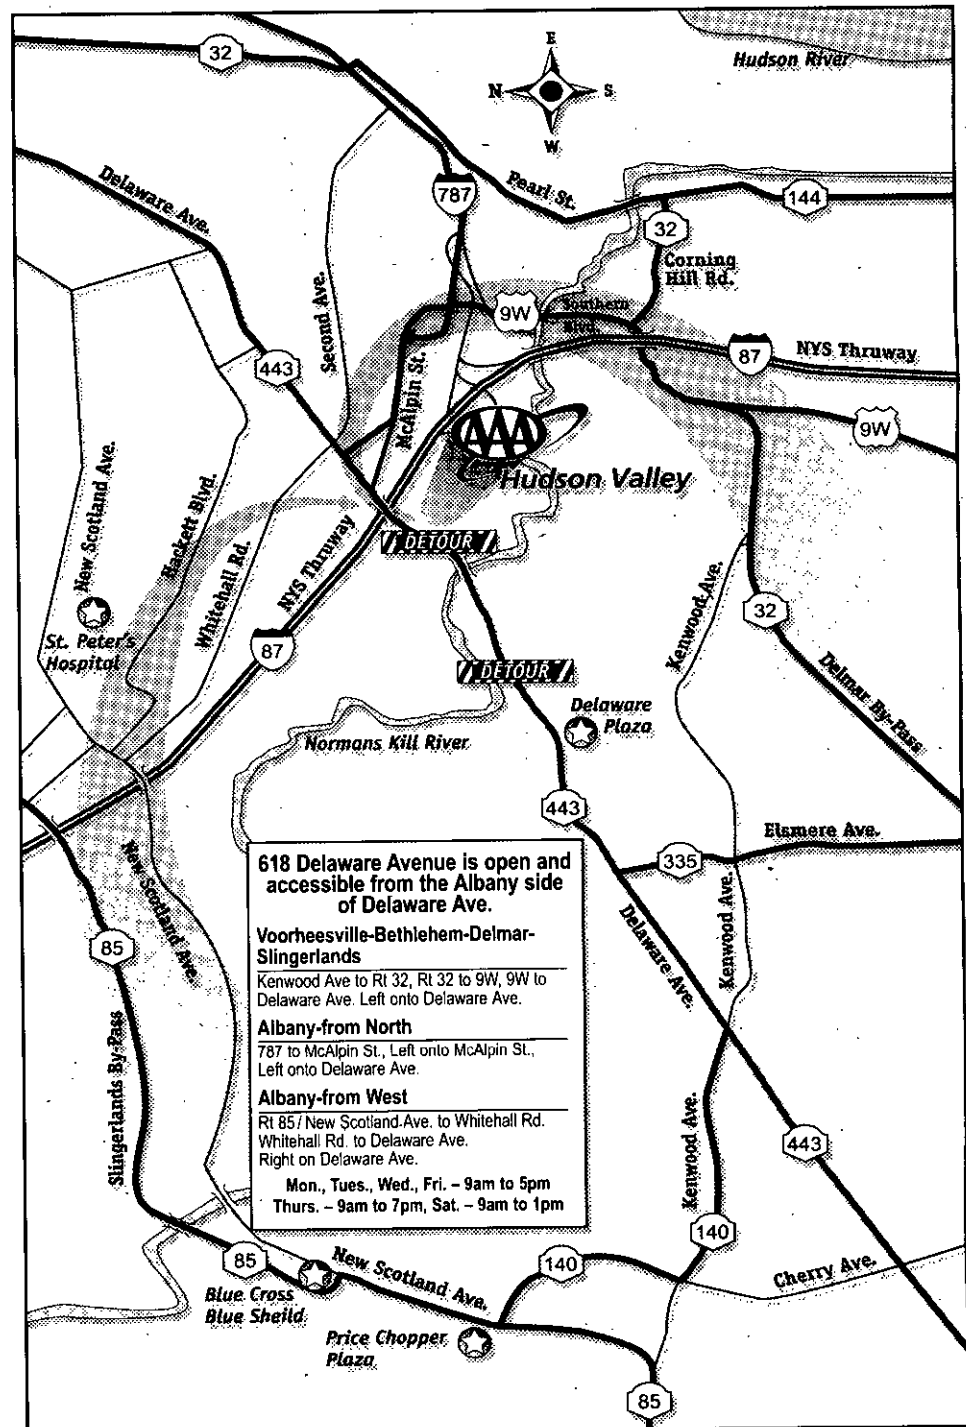 E
N S
W
Hudson River
32
Delaware Ave.
787
Pearl St.
144
32
Corning
Hill Rd.
Second Ave.
9W
Southern
Blvd.
443
McAlpin St.
87
NYS Thruway
9W
AAA
Hudson Valley
New Scotland Ave.
Hackett Blvd.
Whitehall Rd.
NYS Thruway
DETOUR
St. Peter's
Hospital
87
Kenwood Ave.
32
DETOUR
Delmar By-Pass
Delaware
Plaza
Normans Kill River
443
Elsmere Ave.
335
New Scotland Ave.
Kenwood Ave.
Delaware Ave.
85
Slingerlands By-Pass
618 Delaware Avenue is open and
accessible from the Albany side
of Delaware Ave.
Voorheesville-Bethlehem-Delmar-
Slingerlands
Kenwood Ave to Rt 32, Rt 32 to 9W, 9W to
Delaware Ave. Left onto Delaware Ave.
Albany-from North
787 to McAlpin St., Left onto McAlpin St.,
Left onto Delaware Ave.
Albany-from West
Rt 85/ New Scotland Ave. to Whitehall Rd.
Whitehall Rd. to Delaware Ave.
Right on Delaware Ave.
Mon., Tues., Wed., Fri. – 9am to 5pm
Thurs. – 9am to 7pm, Sat. – 9am to 1pm
Kenwood Ave.
443
140
85
New Scotland Ave.
140
Cherry Ave.
Blue Cross
Blue Sheild
Price Chopper
Plaza
85